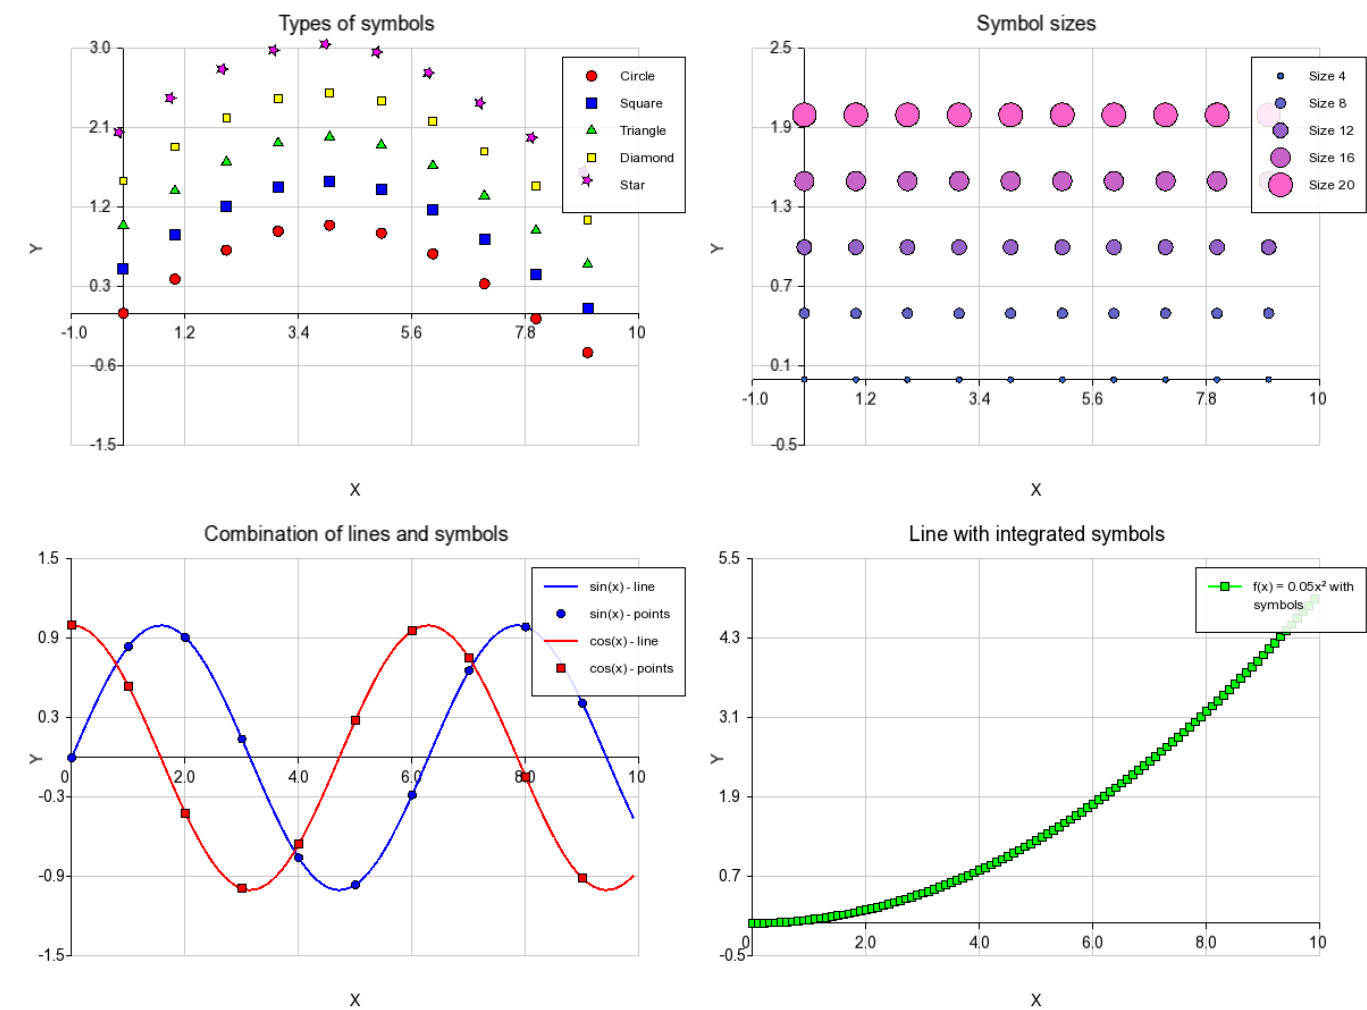 Types of symbols
3.0
2.1
1.2
0.3
-0.6
-1.5
-1.0
1.2
3.4
5.6
7.8
10
Y
X
Circle
Square
Triangle
Diamond
Star
Symbol sizes
2.5
1.9
1.3
0.7
0.1
-0.5
-1.0
1.2
3.4
5.6
7.8
10
Y
X
Size 4
Size 8
Size 12
Size 16
Size 20
Combination of lines and symbols
1.5
0.9
0.3
-0.3
-0.9
-1.5
0
2.0
4.0
6.0
8.0
10
Y
X
sin(x) - line
sin(x) - points
cos(x) - line
cos(x) - points
Line with integrated symbols
5.5
4.3
3.1
1.9
0.7
-0.5
0
2.0
4.0
6.0
8.0
10
Y
X
f(x) = 0.05x² with
symbols